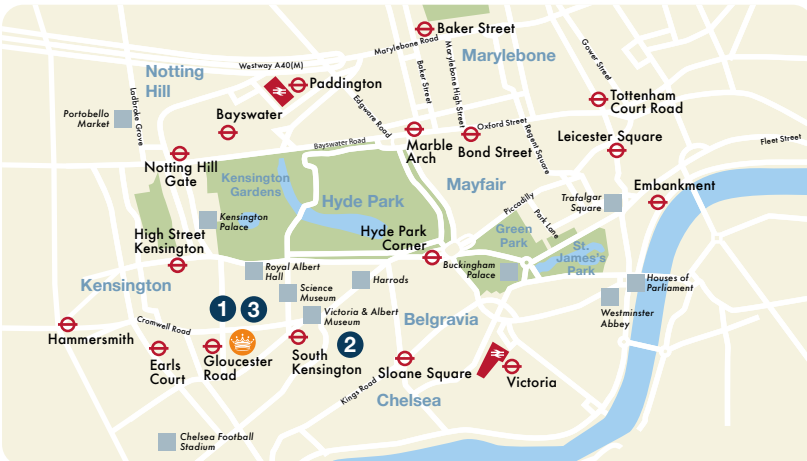 Baker Street
Marylebone Road
Marylebone
Gower Street
Westway A40(M)
Notting
Hill
Paddington
Baker Street
Marylebone High Street
Ladbroke Grove
Edgware Road
Tottenham
Court Road
Portobello
Market
Bayswater
Oxford Street
Regent Square
Leicester Square
Fleet Street
Bayswater Road
Marble
Arch
Bond Street
Notting Hill
Gate
Kensington
Gardens
Mayfair
Embankment
Hyde Park
Piccadilly
Park Lane
Trafalgar
Square
Kensington
Palace
High Street
Kensington
Hyde Park
Corner
Green
Park
St.
James's
Park
Buckingham
Palace
Royal Albert
Hall
Harrods
Houses of
Parliament
Kensington
Science
Museum
Westminster
Abbey
1 3
Victoria & Albert
Museum
Belgravia
Cromwell Road
Hammersmith
2
Earls
Court
Gloucester
Road
South
Kensington
Sloane Square
Victoria
Kings Road
Chelsea
Chelsea Football
Stadium